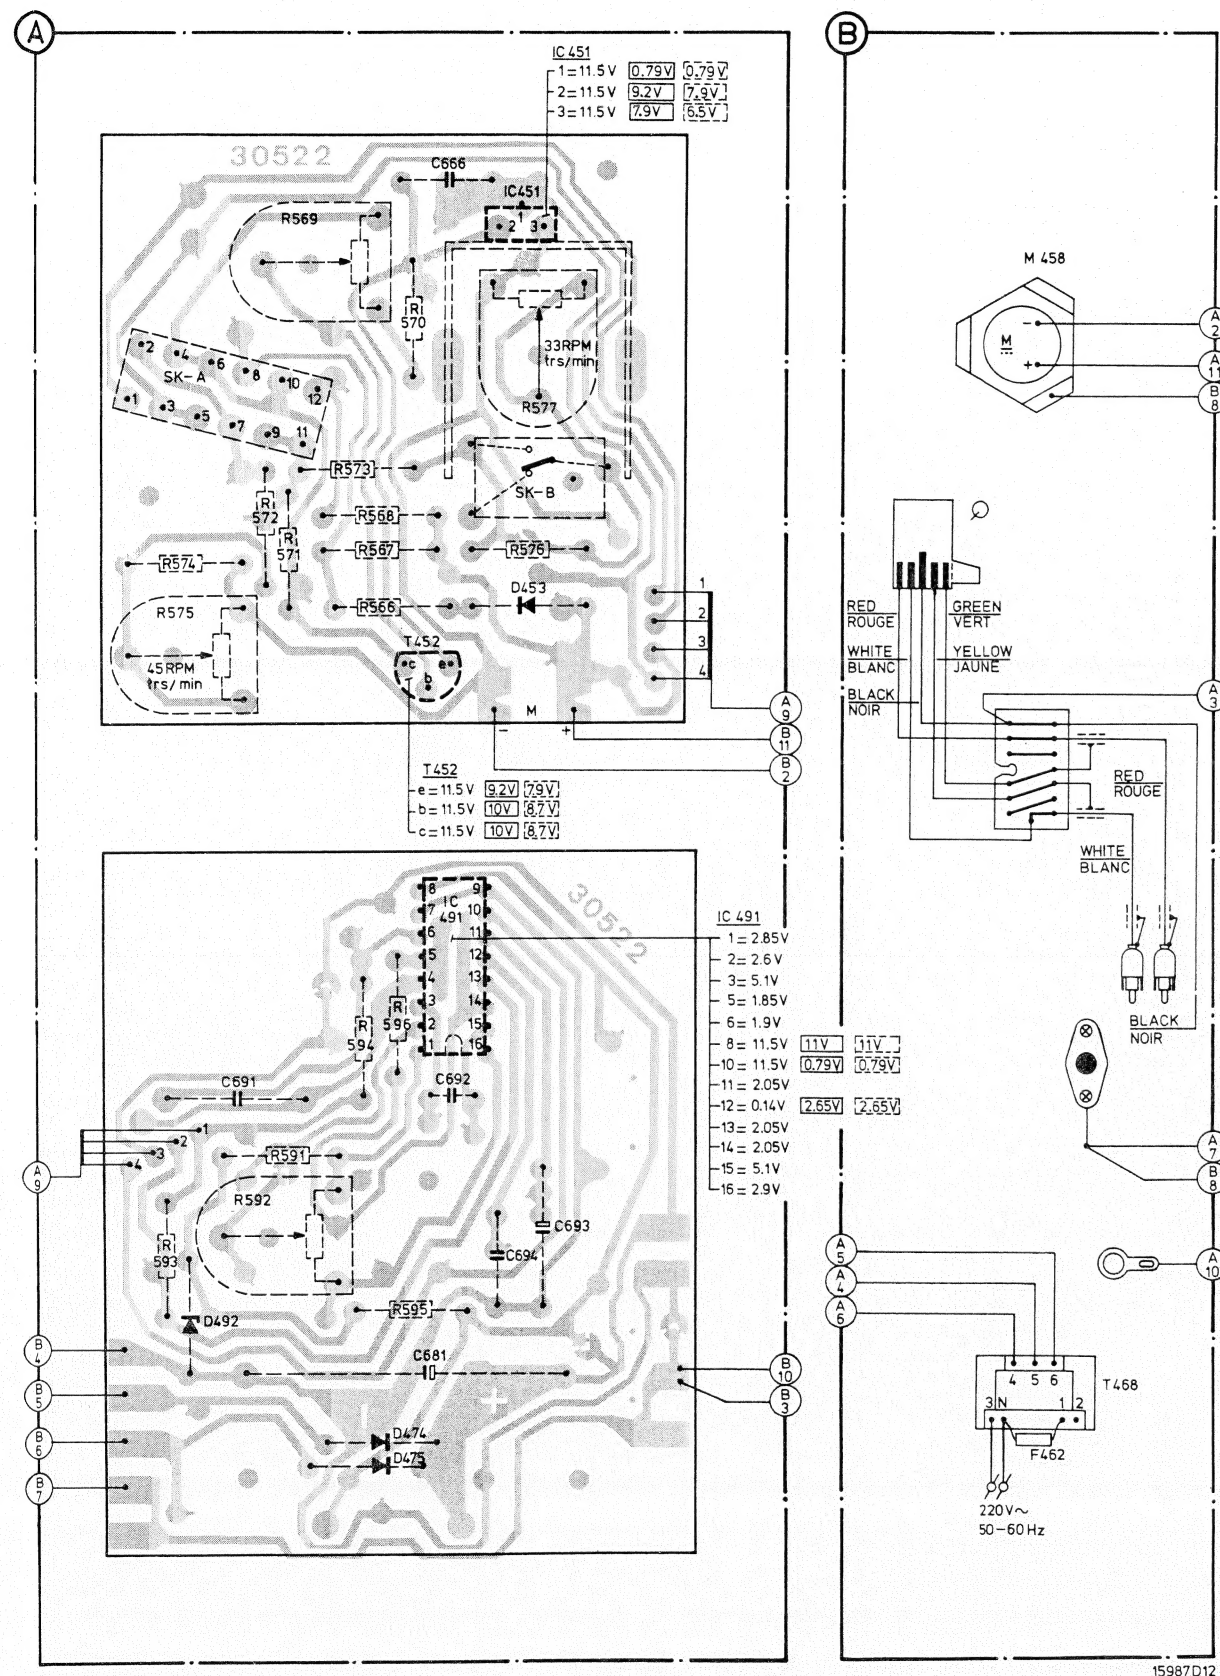 A
IC 451
1=11.5V 0.79V 0.79V
2=11.5V 9.2V 7.9V
3=11.5V 7.9V 6.5V
30522
C666
IC451
1
2 3
R569
R
570
33RPM
trs/min
R577
SK-A
2 4 6 8 10 12
1 3 5 7 9 11
SK-B
R573
R
572
R
571
R568
R567
R576
R574
R566
D453
R575
45RPM
trs/min
T452
c e
b
M
- +
1
2
3
4
A
9
B
11
B
2
T452
e=11.5V 9.2V 7.9V
b=11.5V 10V 8.7V
c=11.5V 10V 8.7V
30522
8 9
IC
491
7 10
6 11
5 12
4 13
3 14
2 15
1 16
IC 491
1=2.85V
2=2.6V
3=5.1V
5=1.85V
6=1.9V
8=11.5V 11V 11V
10=11.5V 0.79V 0.79V
11=2.05V
12=0.14V 2.65V 2.65V
13=2.05V
14=2.05V
15=5.1V
16=2.9V
R
596
R
594
C691
C692
1
2
3
4
A
9
R591
R592
R
593
C693
C694
D492
R595
C681
+
D474
D475
B
4
B
5
B
6
B
7
B
10
B
3
B
M 458
M
-
+
A
2
A
11
B
8
RED
ROUGE
GREEN
VERT
WHITE
BLANC
YELLOW
JAUNE
BLACK
NOIR
A
3
RED
ROUGE
WHITE
BLANC
BLACK
NOIR
A
7
B
8
A
5
A
4
A
6
A
10
4 5 6
T468
3 N 1 2
F462
220V~
50-60Hz
15987D12